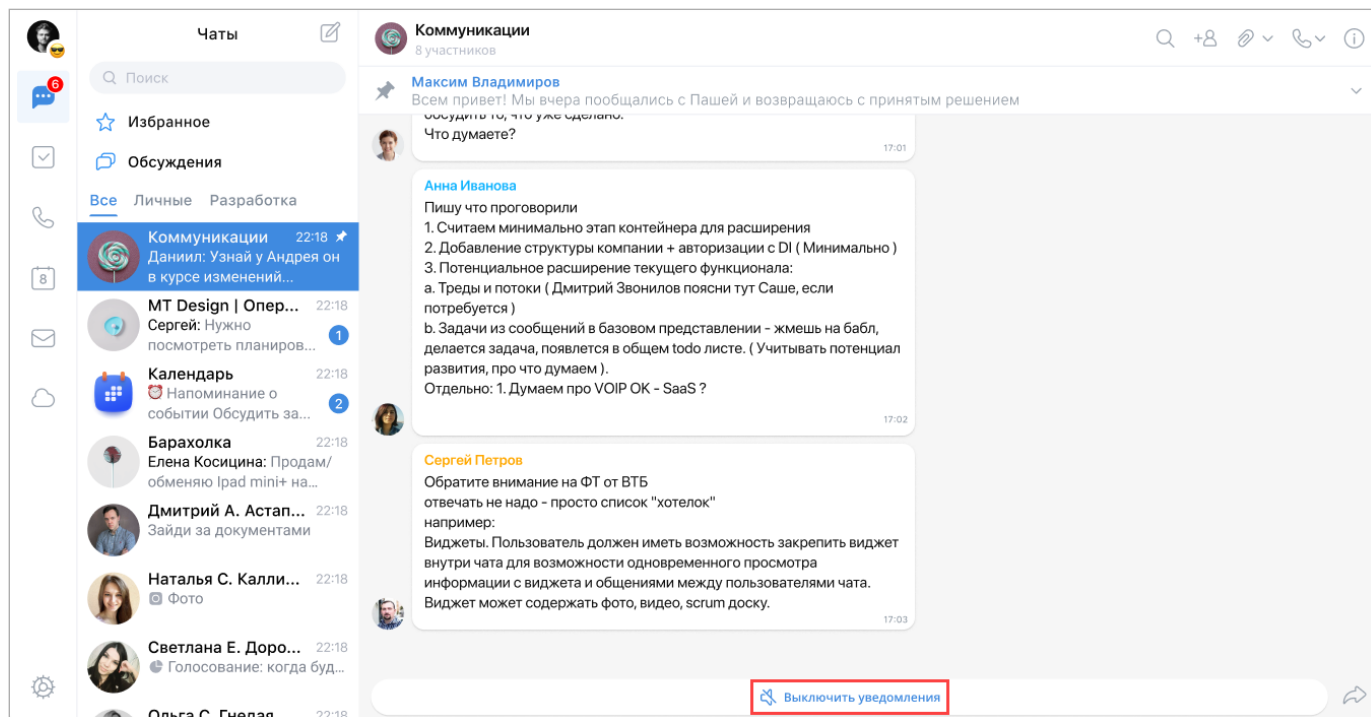 Чаты
6
Поиск
Избранное
Обсуждения
Все Личные Разработка
Коммуникации 22:18
Даниил: Узнай у Андрея он
в курсе изменений...
MT Design | Опер... 22:18
Сергей: Нужно
посмотреть планиров... 1
Календарь 22:18
Напоминание о
событии Обсудить за... 2
Барахолка 22:18
Елена Косицина: Продам/
обменяю Ipad mini+ на...
Дмитрий А. Астап... 22:18
Зайди за документами
Наталья С. Калли... 22:18
Фото
Светлана Е. Доро... 22:18
Голосование: когда буд...
Ольга С. Гнедая 22:18
8
Коммуникации
8 участников
Максим Владимиров
Всем привет! Мы вчера пообщались с Пашей и возвращаюсь с принятым решением
обсудить то, что уже сделано.
Что думаете?
17:01
Анна Иванова
Пишу что проговорили
1. Считаем минимально этап контейнера для расширения
2. Добавление структуры компании + авторизации с DI ( Минимально )
3. Потенциальное расширение текущего функционала:
a. Треды и потоки ( Дмитрий Звонилов поясни тут Саше, если
потребуется )
b. Задачи из сообщений в базовом представлении - жмешь на бабл,
делается задача, появлется в общем todo листе. ( Учитывать потенциал
развития, про что думаем ).
Отдельно: 1. Думаем про VOIP OK - SaaS ?
17:02
Сергей Петров
Обратите внимание на ФТ от ВТБ
отвечать не надо - просто список "хотелок"
например:
Виджеты. Пользователь должен иметь возможность закрепить виджет
внутри чата для возможности одновременного просмотра
информации с виджета и общениями между пользователями чата.
Виджет может содержать фото, видео, scrum доску.
17:03
Выключить уведомления